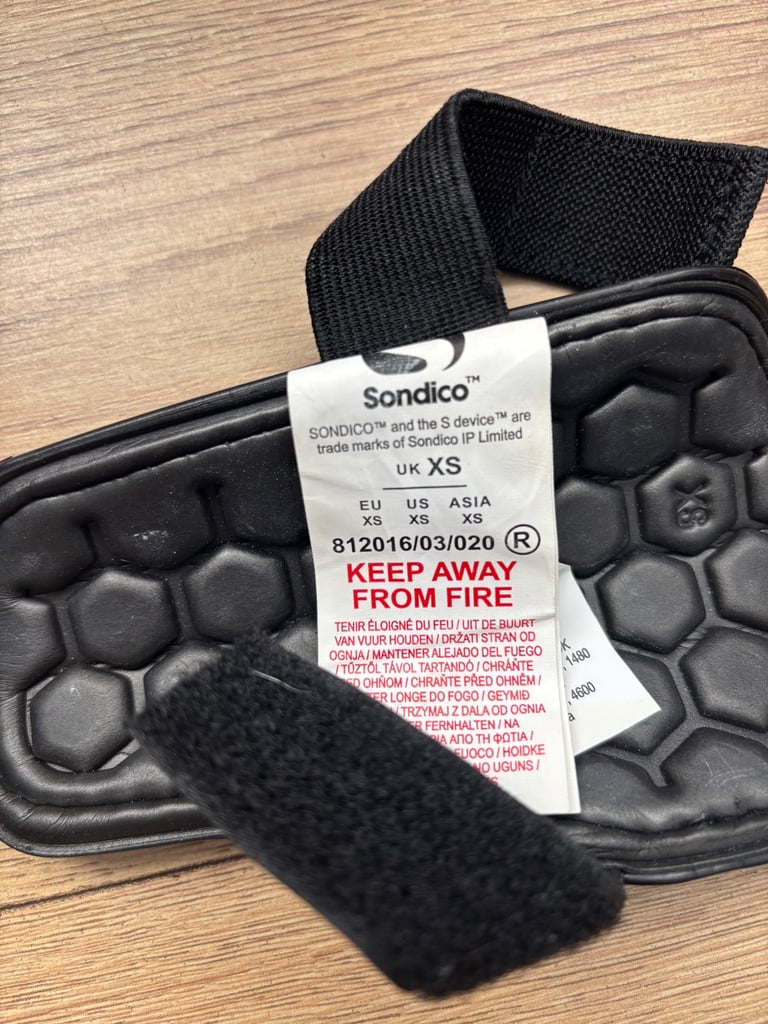 Sondico™
SONDICO™ and the S device™ are
trade marks of Sondico IP Limited
UK XS
EU US ASIA
XS XS XS
812016/03/020 ®
KEEP AWAY
FROM FIRE
TENIR ÉLOIGNÉ DU FEU / UIT DE BUURT
VAN VUUR HOUDEN / DRŽATI STRAN OD
OGNJA / MANTENER ALEJADO DEL FUEGO
/ TŰZTŐL TÁVOL TARTANDÓ / CHRÁŇTE
OHŇOM / CHRAŇTE PŘED OHNĚM /
LONGE DO FOGO / GEYMIÐ
/ TRZYMAJ Z DALA OD OGNIA
FERNHALTEN / NA
ΑΠΟ ΤΗ ΦΩΤΙΑ /
FUOCO / HOIDKE
UGUNS /
XS
1480
4600